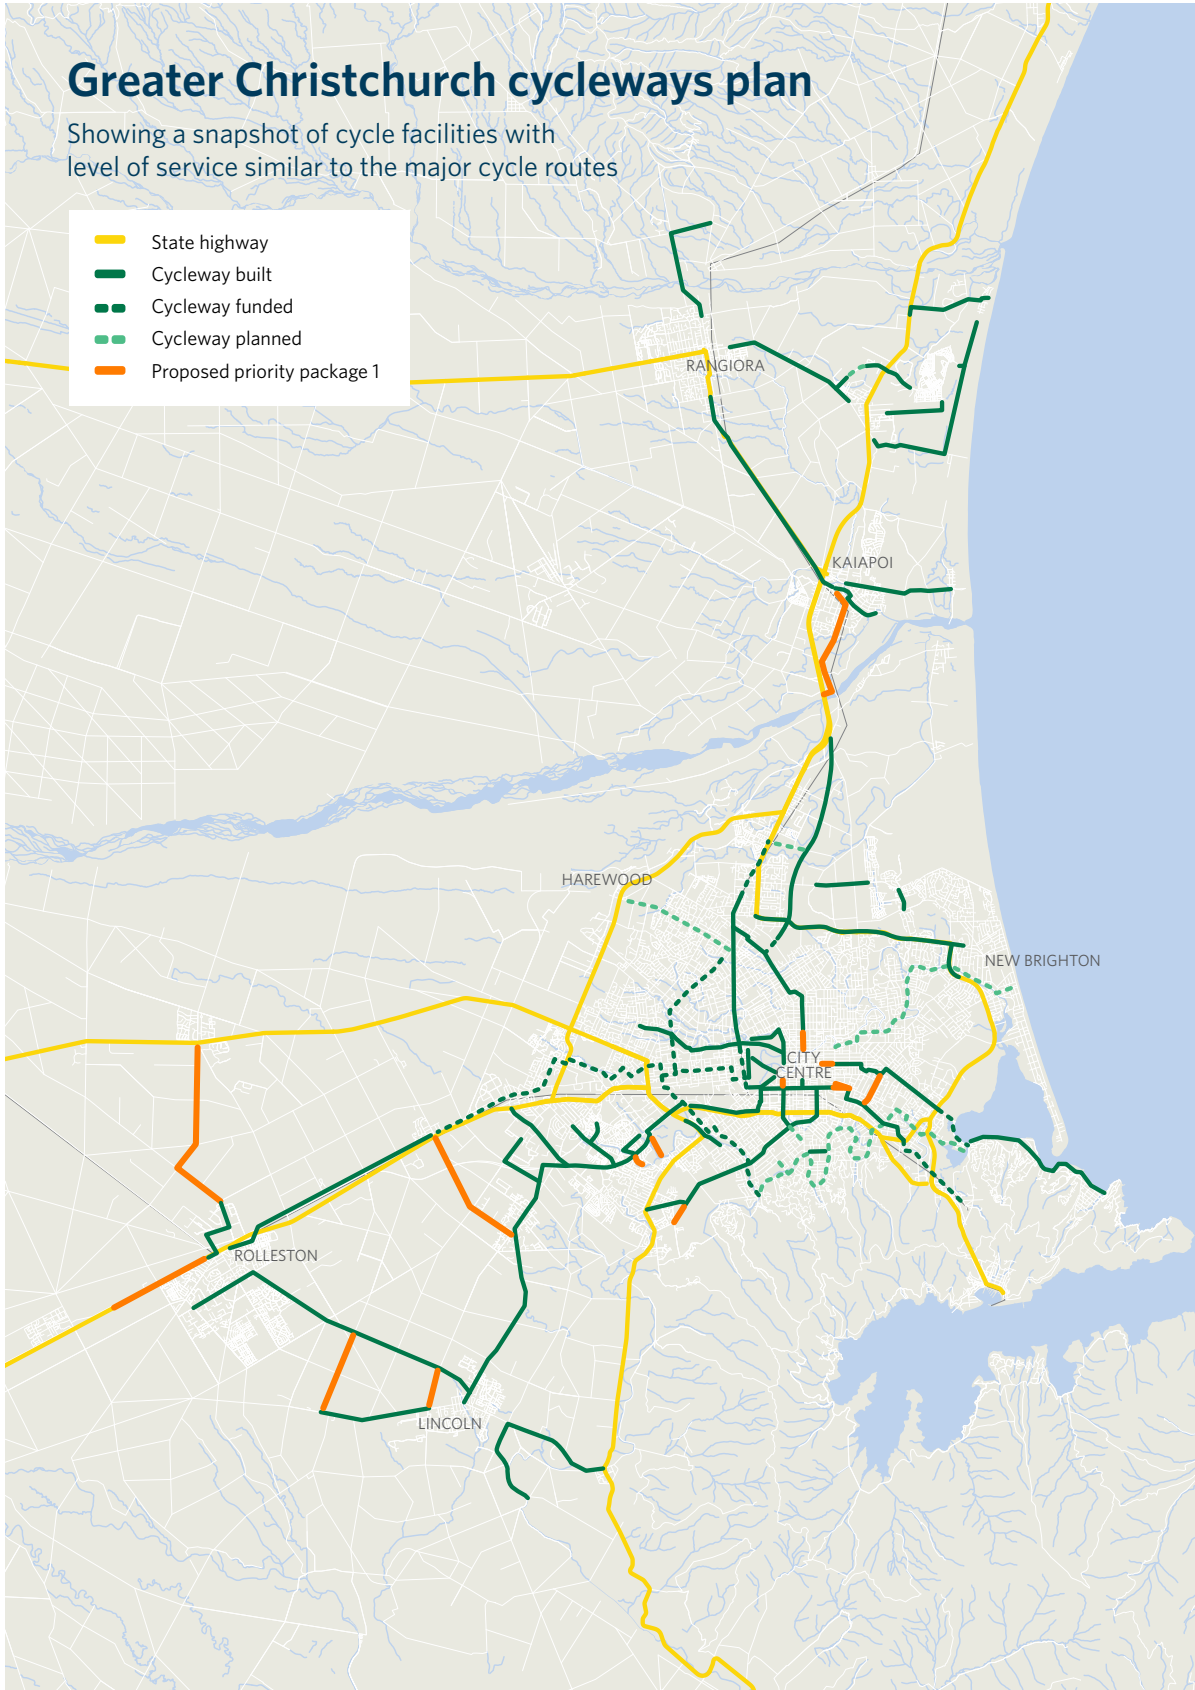 Greater Christchurch cycleways plan
Showing a snapshot of cycle facilities with
level of service similar to the major cycle routes
State highway
Cycleway built
Cycleway funded
Cycleway planned
Proposed priority package 1
RANGIORA
KAIAPOI
HAREWOOD
NEW BRIGHTON
CITY
CENTRE
ROLLESTON
LINCOLN